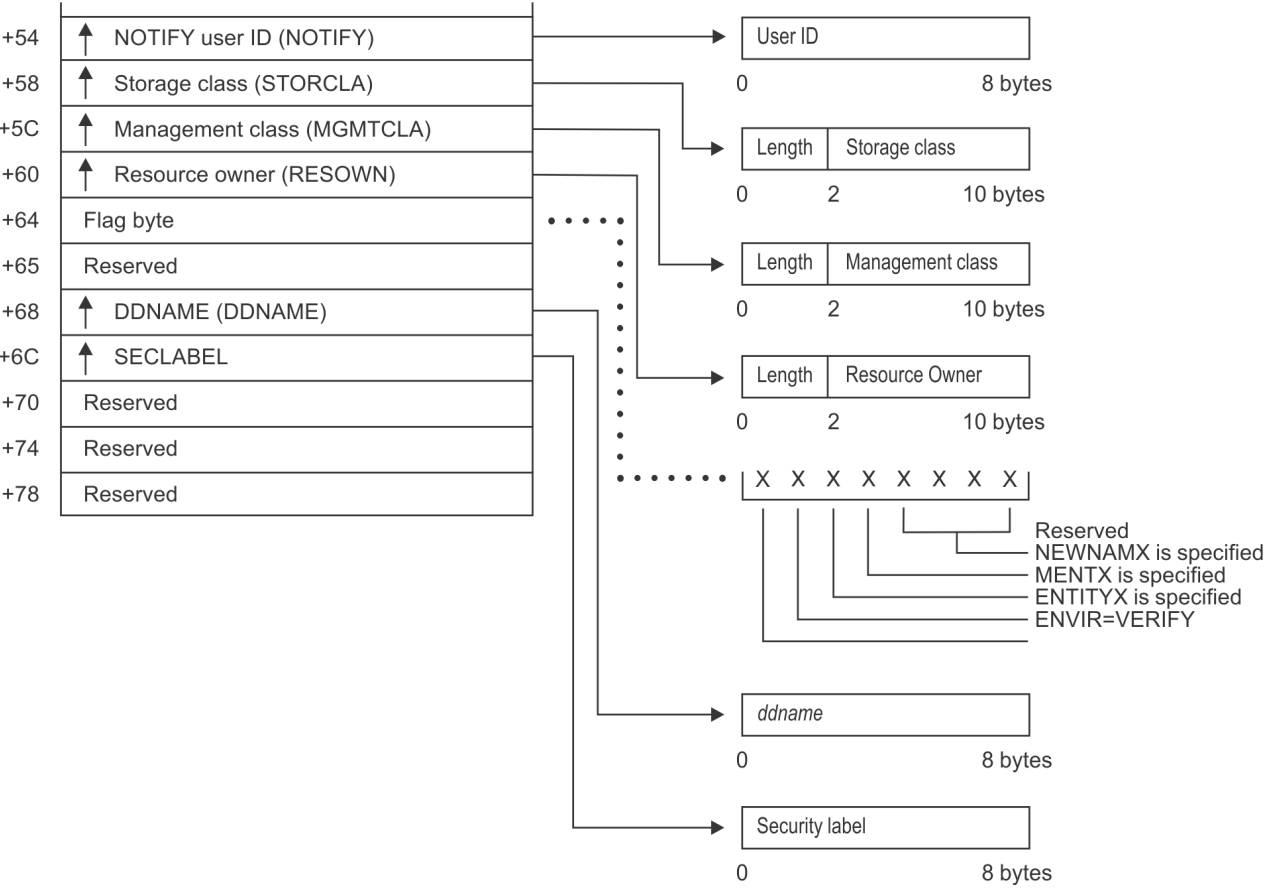 +54 NOTIFY user ID (NOTIFY) User ID
0 8 bytes
+58 Storage class (STORCLA)
+5C Management class (MGMTCLA) Length Storage class
0 2 10 bytes
+60 Resource owner (RESOWN)
+64 Flag byte
+65 Reserved Length Management class
0 2 10 bytes
+68 DDNAME (DDNAME)
+6C SECLABEL Length Resource Owner
0 2 10 bytes
+70 Reserved
+74 Reserved
+78 Reserved
X X X X X X X X
Reserved
NEWNAMX is specified
MENTX is specified
ENTITYX is specified
ENVIR=VERIFY
ddname
0 8 bytes
Security label
0 8 bytes